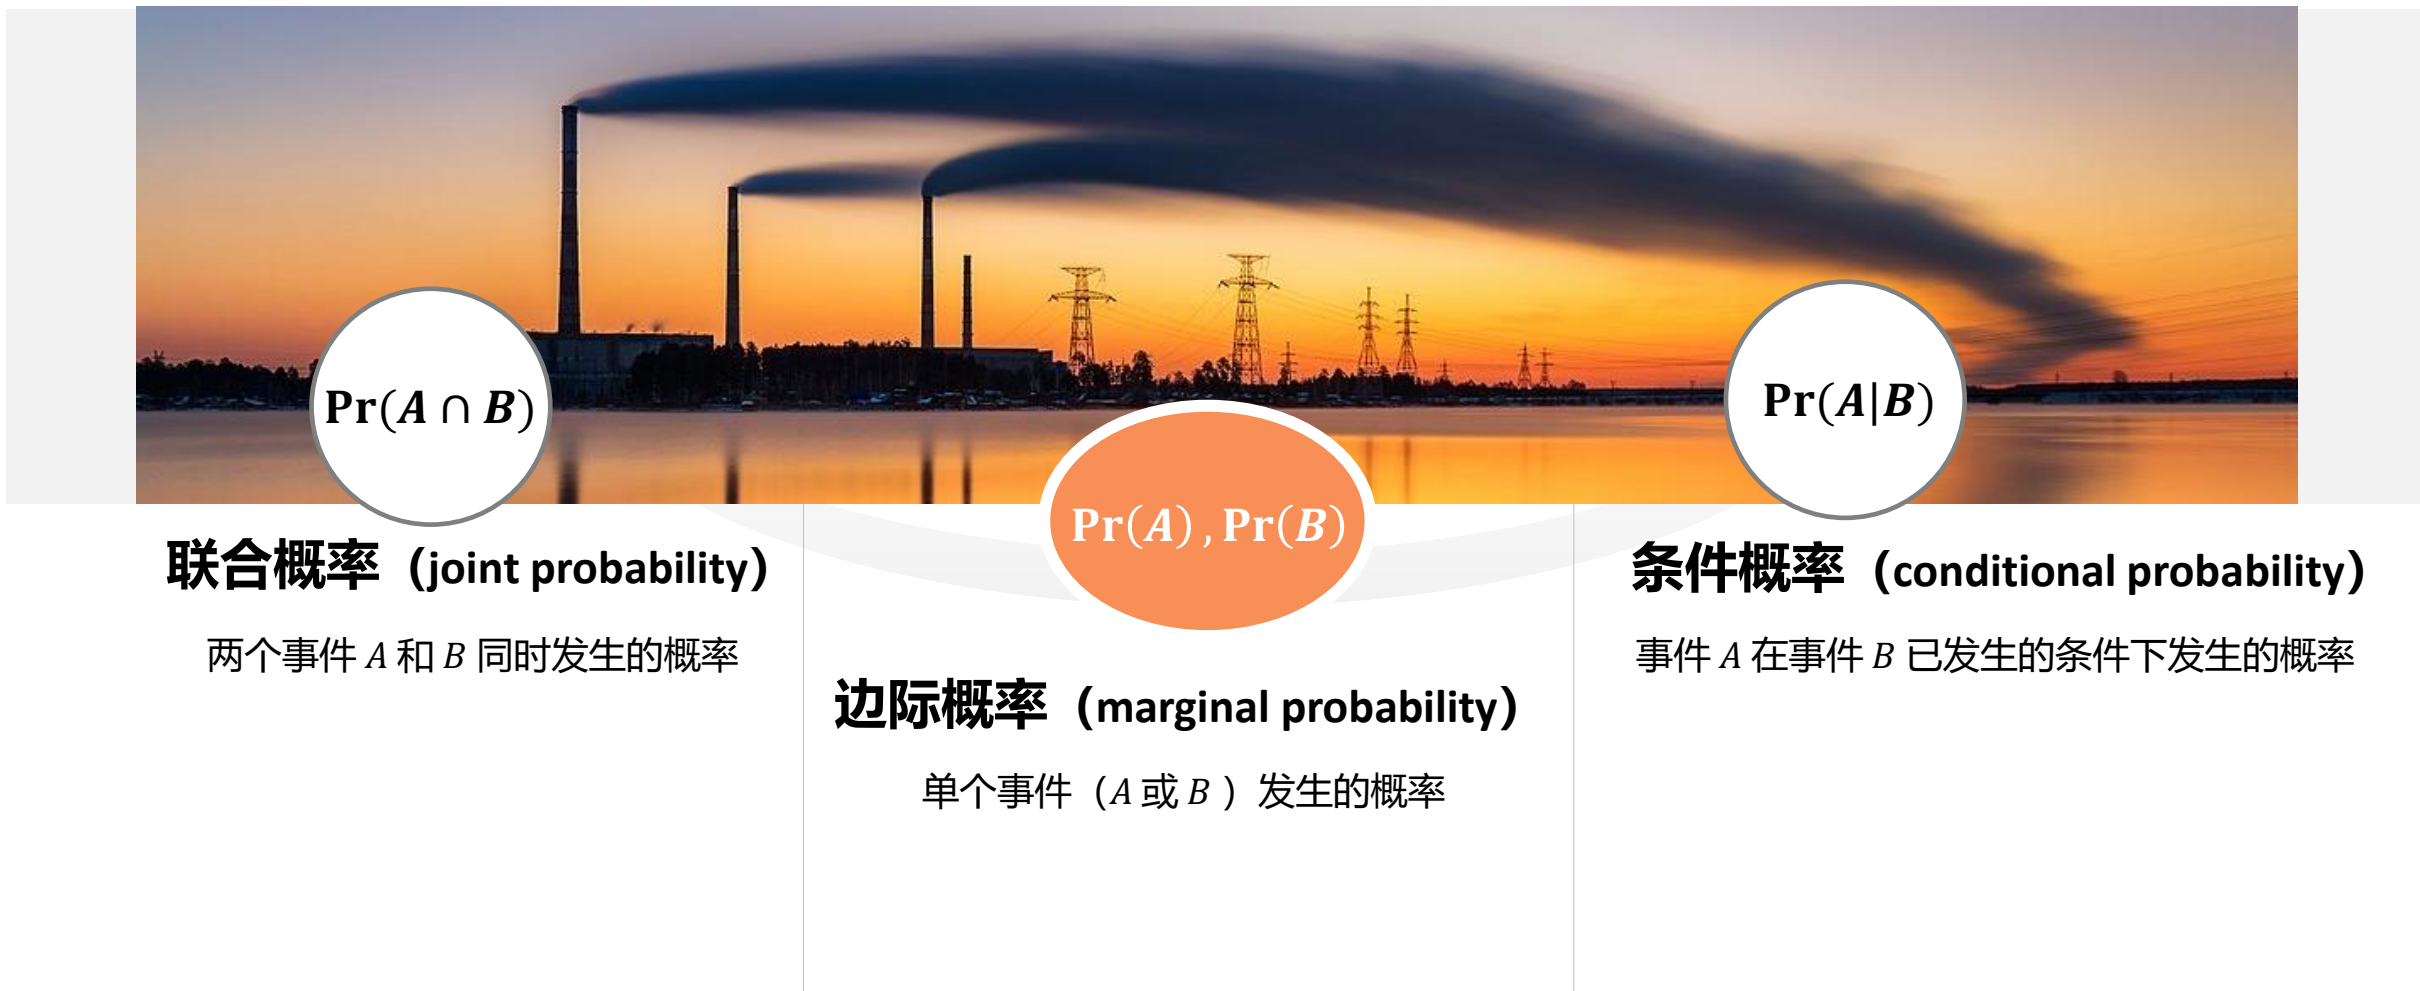 Pr(A ∩ B)
联合概率（joint probability）
两个事件 A 和 B 同时发生的概率
Pr(A) , Pr(B)
边际概率（marginal probability）
单个事件（A 或 B ）发生的概率
Pr(A|B)
条件概率（conditional probability）
事件 A 在事件 B 已发生的条件下发生的概率